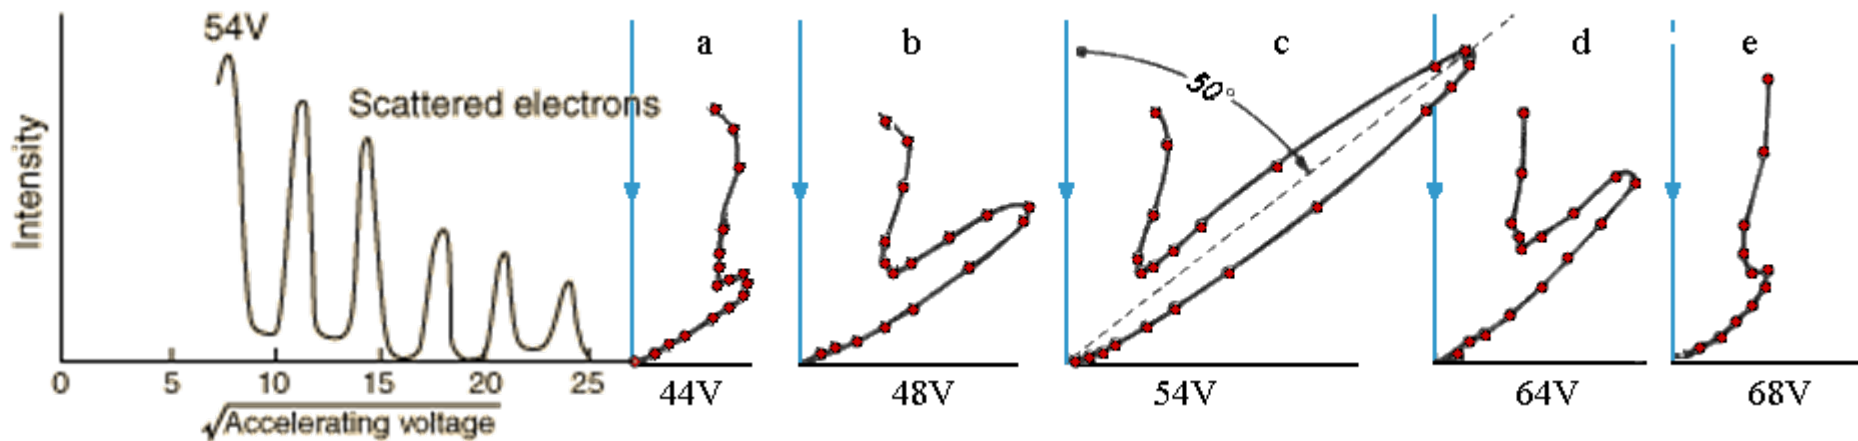 54V
Scattered electrons
Intensity
0 5 10 15 20 25
√Accelerating voltage
a
44V
b
48V
c
50°
54V
d
64V
e
68V